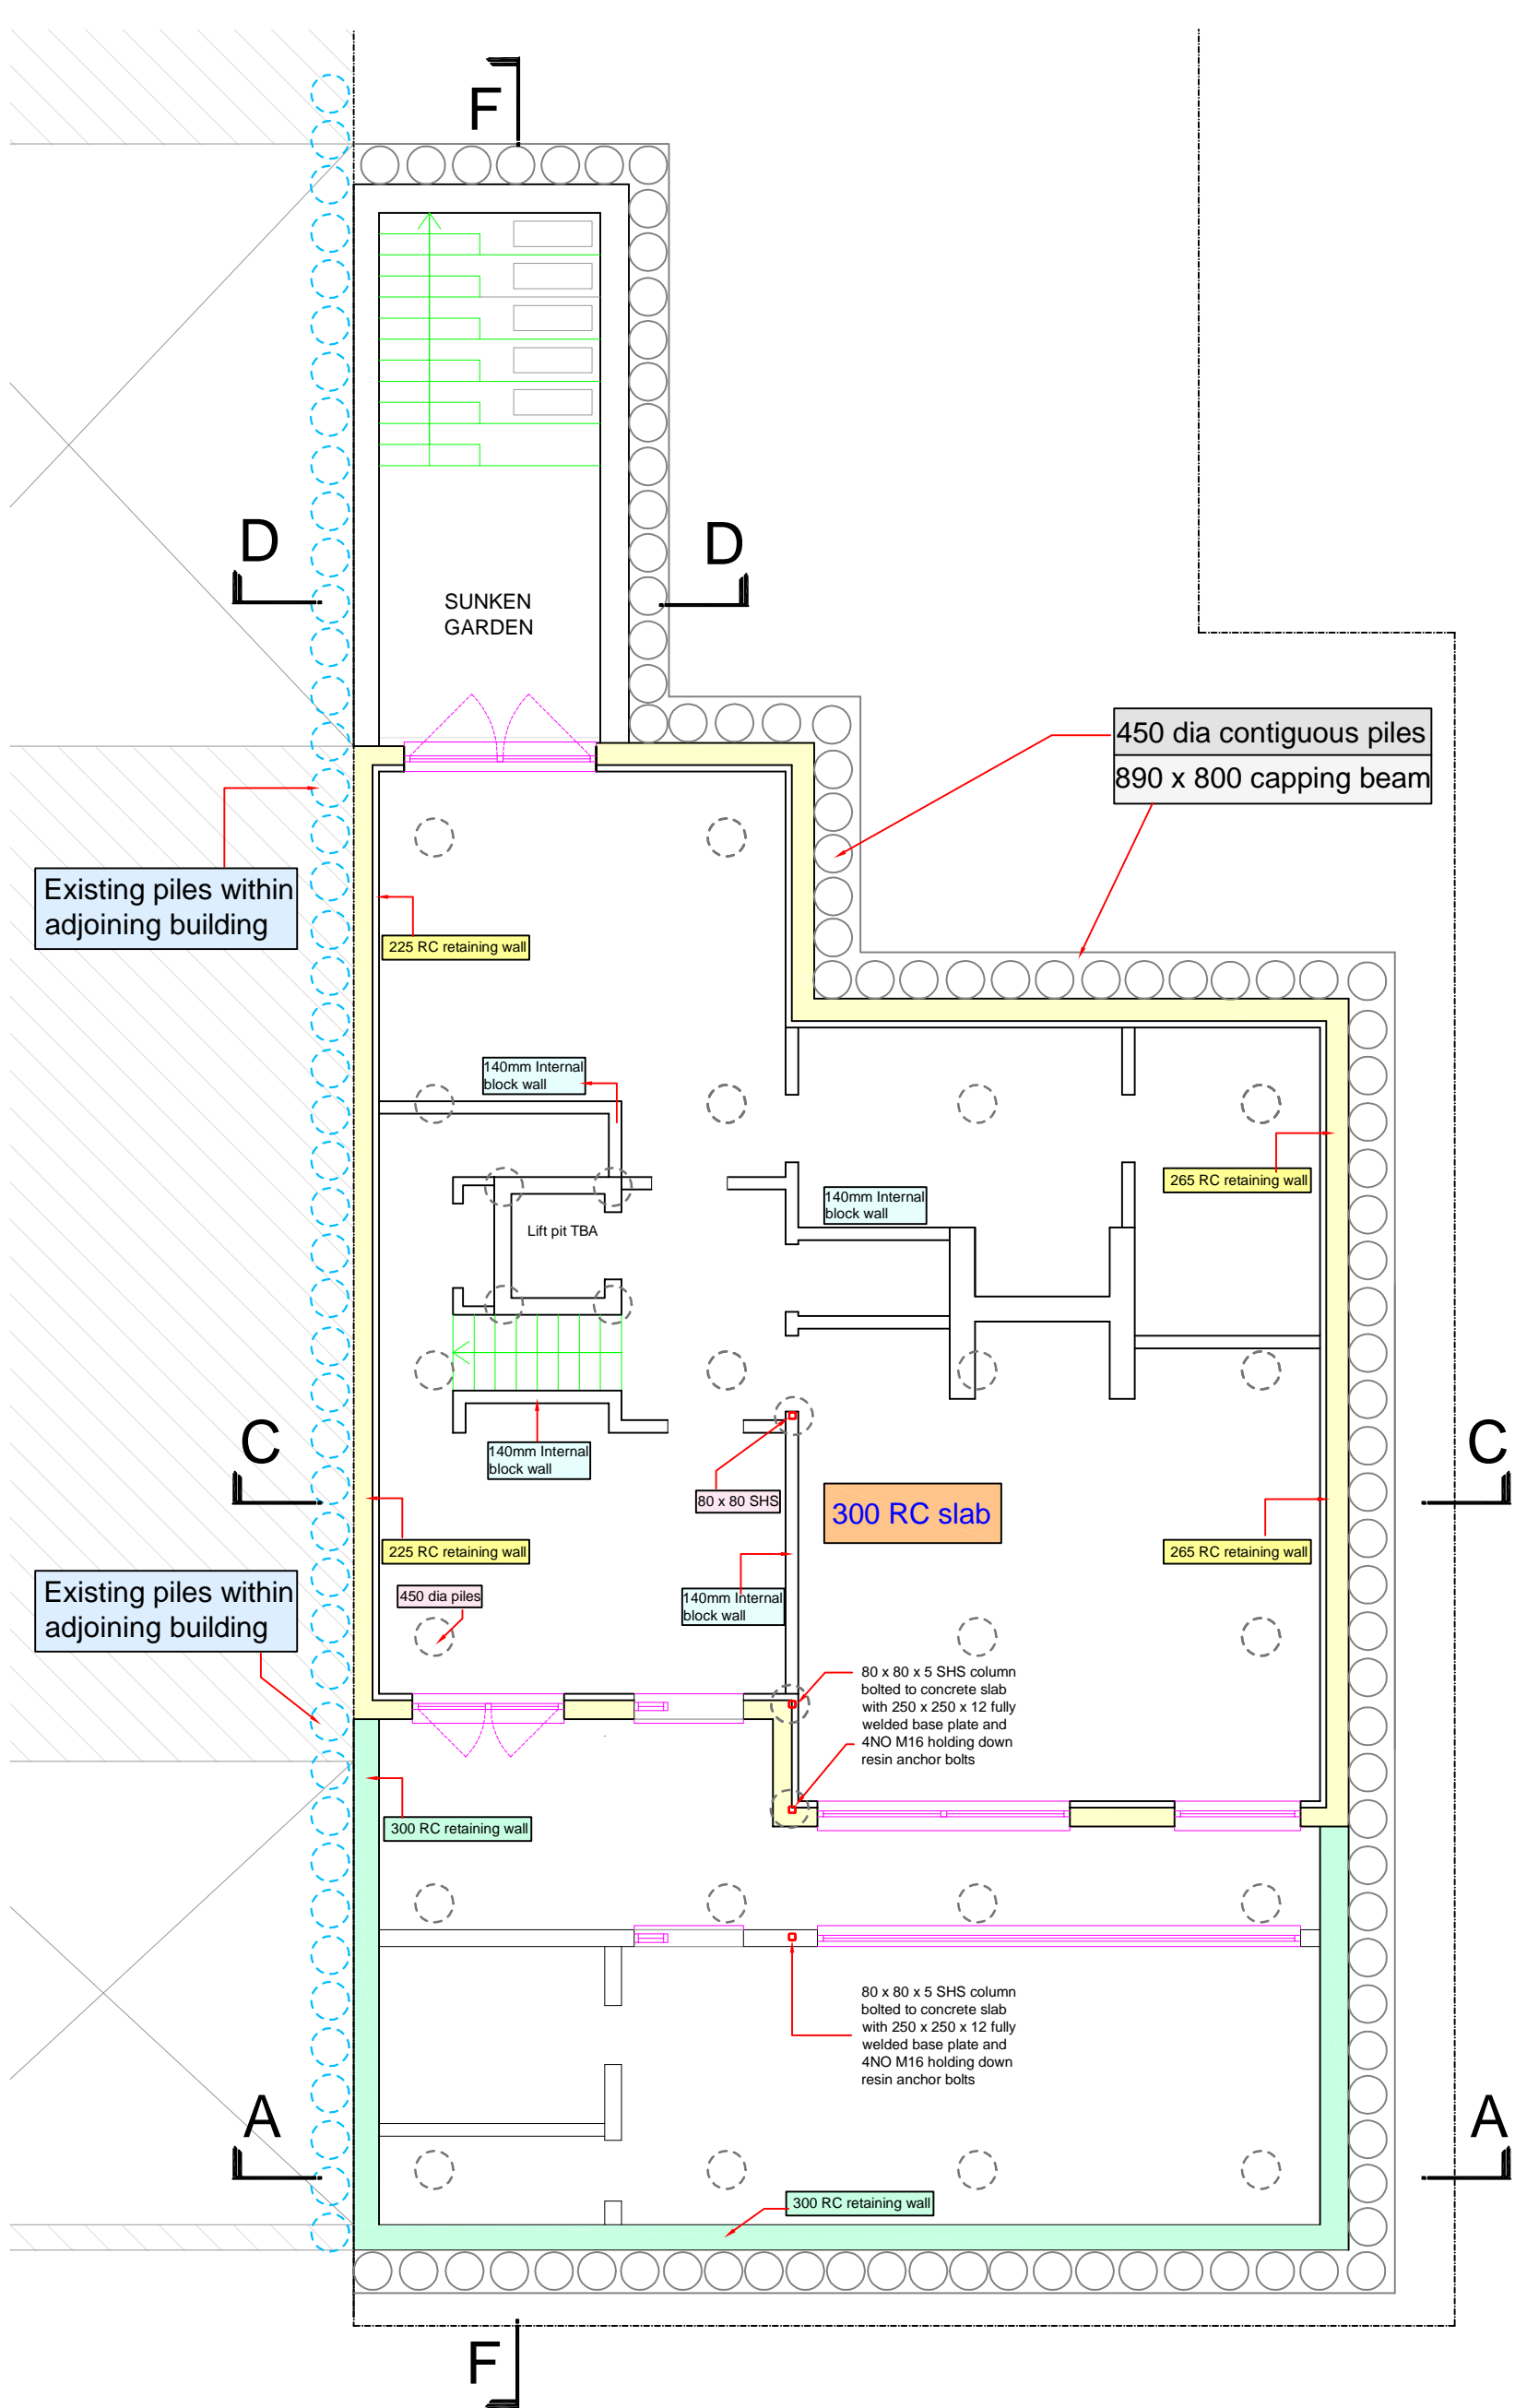 F
D
D
SUNKEN
GARDEN
450 dia contiguous piles
890 x 800 capping beam
Existing piles within
adjoining building
225 RC retaining wall
140mm Internal
block wall
265 RC retaining wall
140mm Internal
block wall
Lift pit TBA
C
C
140mm Internal
block wall
80 x 80 SHS
300 RC slab
225 RC retaining wall
265 RC retaining wall
Existing piles within
adjoining building
450 dia piles
140mm Internal
block wall
80 x 80 x 5 SHS column
bolted to concrete slab
with 250 x 250 x 12 fully
welded base plate and
4NO M16 holding down
resin anchor bolts
300 RC retaining wall
80 x 80 x 5 SHS column
bolted to concrete slab
with 250 x 250 x 12 fully
welded base plate and
4NO M16 holding down
resin anchor bolts
A
A
300 RC retaining wall
F